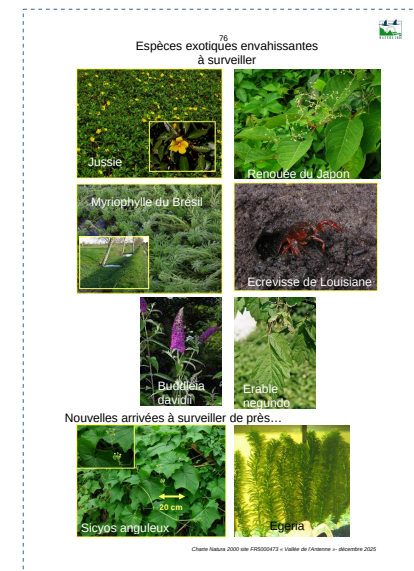 76
Espèces exotiques envahissantes
à surveiller
Jussie
Renouée du Japon
Myriophylle du Brésil
Ecrevisse de Louisiane
Buddleia
davidii
Erable
negundo
Nouvelles arrivées à surveiller de près…
20 cm
Sicyos anguleux
Egeria
Charte Natura 2000 site FR5000473 « Vallée de l'Antenne »– décembre 2025